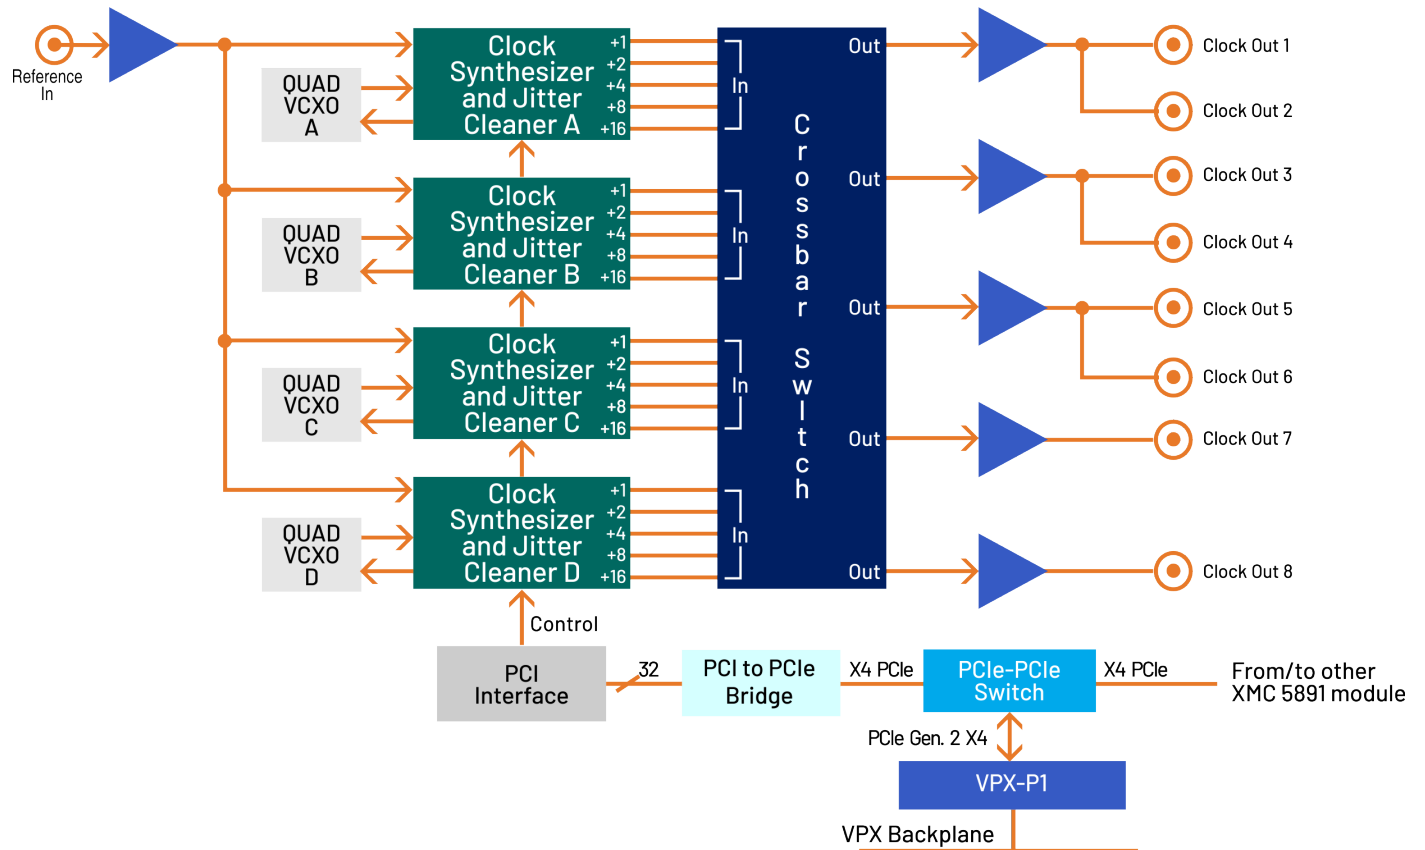 Reference
In
QUAD
VCXO
A
Clock
Synthesizer
and Jitter
Cleaner A
+1
+2
+4
+8
+16
In
QUAD
VCXO
B
Clock
Synthesizer
and Jitter
Cleaner B
+1
+2
+4
+8
+16
In
QUAD
VCXO
C
Clock
Synthesizer
and Jitter
Cleaner C
+1
+2
+4
+8
+16
In
QUAD
VCXO
D
Clock
Synthesizer
and Jitter
Cleaner D
+1
+2
+4
+8
+16
In
Crossbar SwItch
Out
Out
Out
Out
Out
Clock Out 1
Clock Out 2
Clock Out 3
Clock Out 4
Clock Out 5
Clock Out 6
Clock Out 7
Clock Out 8
Control
PCI
Interface
32
PCI to PCIe
Bridge
X4 PCIe
PCIe-PCIe
Switch
X4 PCIe
From/to other
XMC 5891 module
PCIe Gen. 2 X4
VPX-P1
VPX Backplane